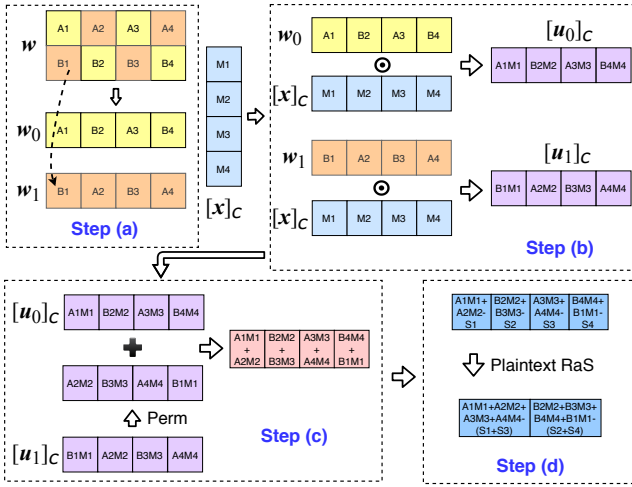 w
A1 A2 A3 A4
B1 B2 B3 B4
w0
A1 B2 A3 B4
w1
B1 A2 B3 A4
Step (a)
M1
M2
M3
M4
[x]C
w0
A1 B2 A3 B4
[x]C
M1 M2 M3 M4
[u0]C
A1M1 B2M2 A3M3 B4M4
w1
B1 A2 B3 A4
[x]C
M1 M2 M3 M4
[u1]C
B1M1 A2M2 B3M3 B4M4
Step (b)
[u0]C
A1M1 B2M2 A3M3 B4M4
A2M2 B3M3 A4M4 B1M1
Perm
[u1]C
B1M1 A2M2 B3M3 A4M4
A1M1 B2M2 A3M3 B4M4
+ + + +
A2M2 B3M3 A4M4 B1M1
Step (c)
A1M1+ B2M2+ A3M3+ B4M4+
A2M2- B3M3- A4M4- B1M1-
S1 S2 S3 S4
Plaintext RaS
A1M1+A2M2+ B2M2+B3M3+
A3M3+A4M4- B4M4+B1M1-
(S1+S3) (S2+S4)
Step (d)